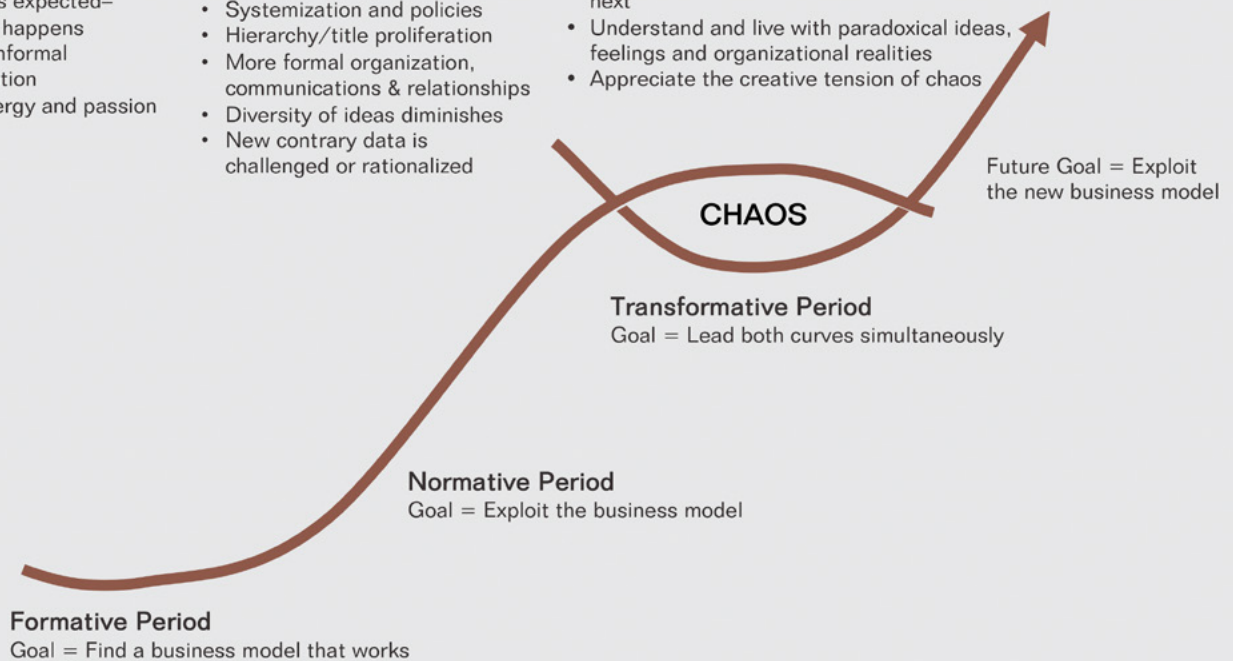 s expected–
happens
nformal
tion
ergy and passion
• Systemization and policies
• Hierarchy/title proliferation
• More formal organization,
communications & relationships
• Diversity of ideas diminishes
• New contrary data is
challenged or rationalized
next
• Understand and live with paradoxical ideas,
feelings and organizational realities
• Appreciate the creative tension of chaos
Future Goal = Exploit
the new business model
CHAOS
Transformative Period
Goal = Lead both curves simultaneously
Normative Period
Goal = Exploit the business model
Formative Period
Goal = Find a business model that works